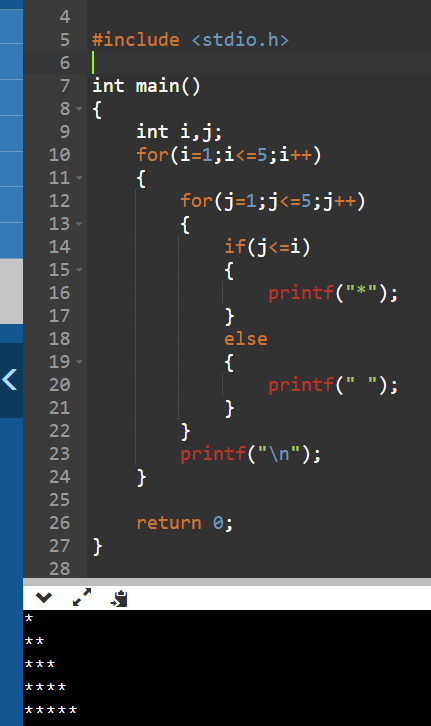 4
5 #include <stdio.h>
6
7 int main()
8 {
9     int i,j;
10     for(i=1;i<=5;i++)
11     {
12         for(j=1;j<=5;j++)
13         {
14             if(j<=i)
15             {
16                 printf("*");
17             }
18             else
19             {
20                 printf(" ");
21             }
22         }
23         printf("\n");
24     }
25
26     return 0;
27 }
28
*
**
***
****
*****